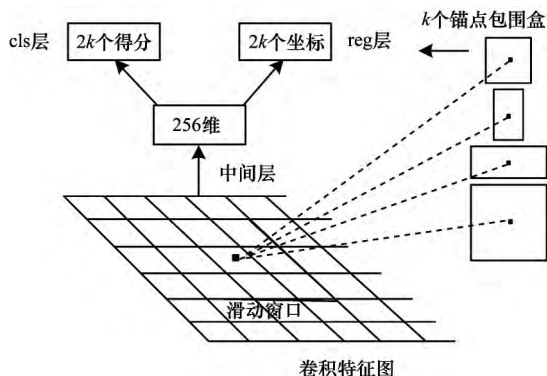 k个锚点包围盒
cls层 2k个得分 2k个坐标 reg层
256维
中间层
滑动窗口
卷积特征图